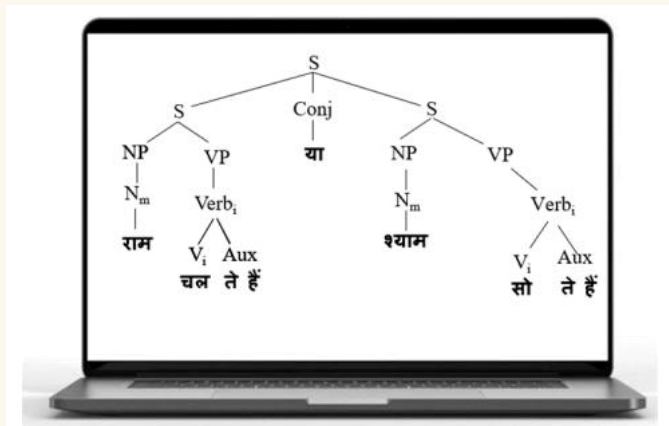 S
S Conj S
NP VP या NP VP
Nₘ Verbᵢ Nₘ Verbᵢ
राम श्याम
Vᵢ Aux Vᵢ Aux
चल ते हैं सो ते हैं